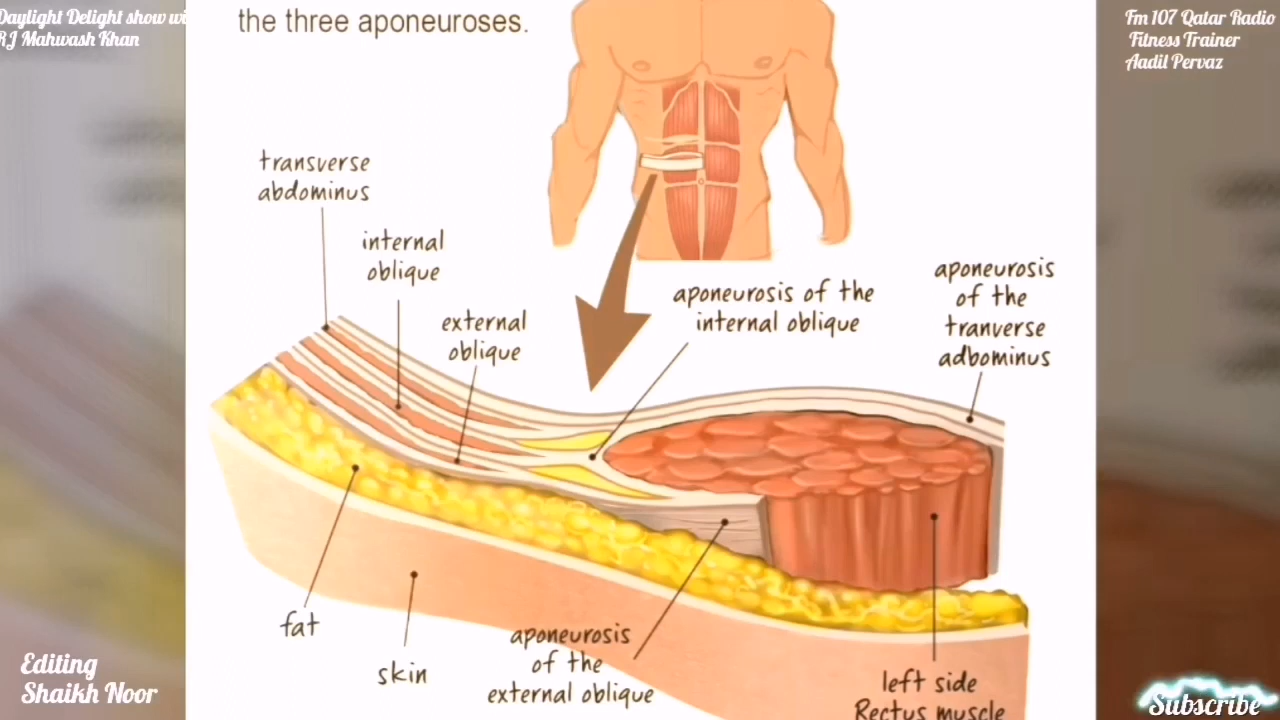 Daylight Delight show wi
RJ Mahwash Khan
Fm 107 Qatar Radio
Fitness Trainer
Aadil Pervaz
the three aponeuroses.
transverse
abdominus
internal
oblique
external
oblique
aponeurosis of the
internal oblique
aponeurosis
of the
tranverse
adbominus
fat
skin
aponeurosis
of the
external oblique
left side
Rectus muscle
Editing
Shaikh Noor
Subscribe